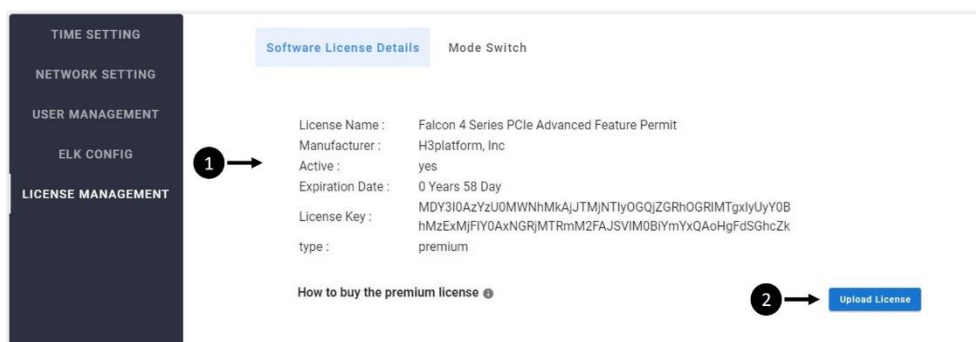 TIME SETTING
NETWORK SETTING
USER MANAGEMENT
ELK CONFIG
LICENSE MANAGEMENT
Software License Details Mode Switch
1
License Name : Falcon 4 Series PCIe Advanced Feature Permit
Manufacturer : H3platform, Inc
Active : yes
Expiration Date : 0 Years 58 Day
License Key :
type : premium
How to buy the premium license
2
Upload License